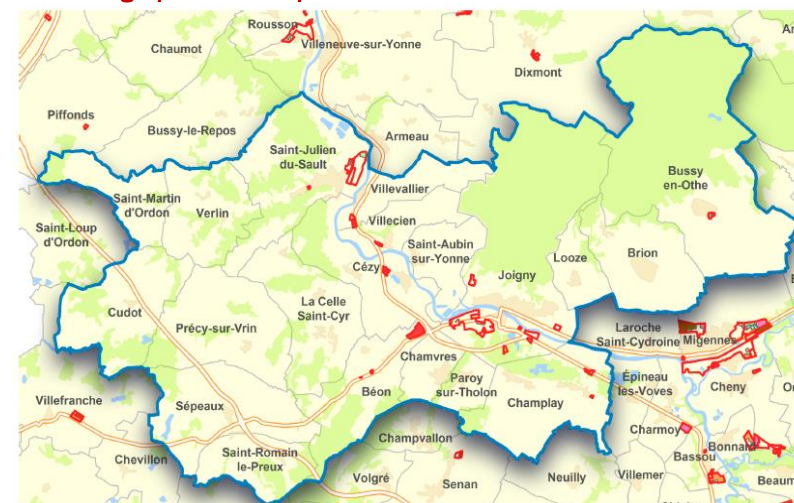 Rousson
Villeneuve-sur-Yonne
Chaumot
Dixmont
Piffonds
Bussy-le-Repos
Armeau
Saint-Julien
du-Sault
Bussy
en-Othe
Villevallier
Saint-Martin
d'Ordon
Verlin
Villecien
Saint-Loup
d'Ordon
Saint-Aubin
sur-Yonne
Brion
Looze
Cézy
Joigny
La Celle
Saint-Cyr
Cudot
Précy-sur-Vrin
Laroche
Saint-Cydroine
Migennes
Chamvres
Paroy
sur-Tholon
Épineau
les-Voves
Cheny
Béon
Villefranche
Sépeaux
Champlay
Charmoy
Champvallon
Bonnard
Bassou
Chevillon
Saint-Romain
le-Preux
Volgré
Senan
Neuilly
Villemer
Beaum